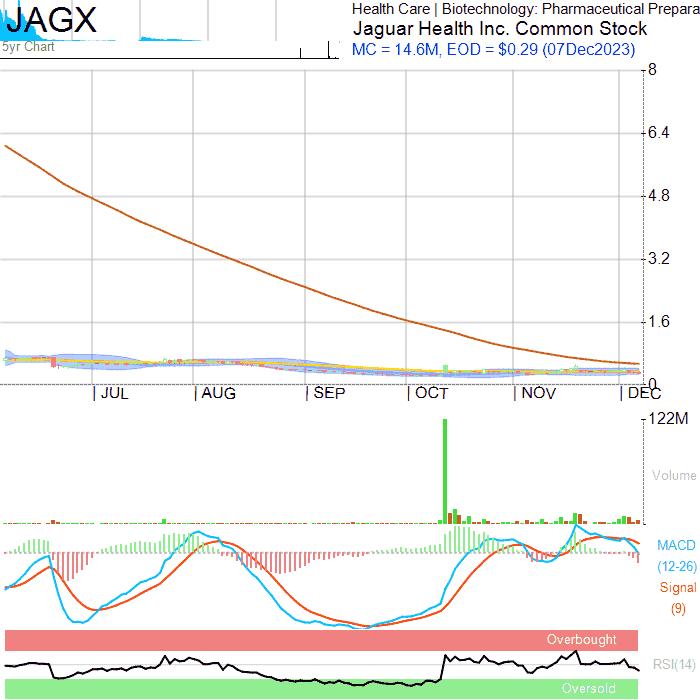 JAGX
5yr Chart
Health Care | Biotechnology: Pharmaceutical Prepara
Jaguar Health Inc. Common Stock
MC = 14.6M, EOD = $0.29 (07Dec2023)
8
6.4
4.8
3.2
1.6
0
JUL AUG SEP OCT NOV DEC
122M
Volume
MACD
(12-26)
Signal
(9)
Overbought
RSI(14)
Oversold